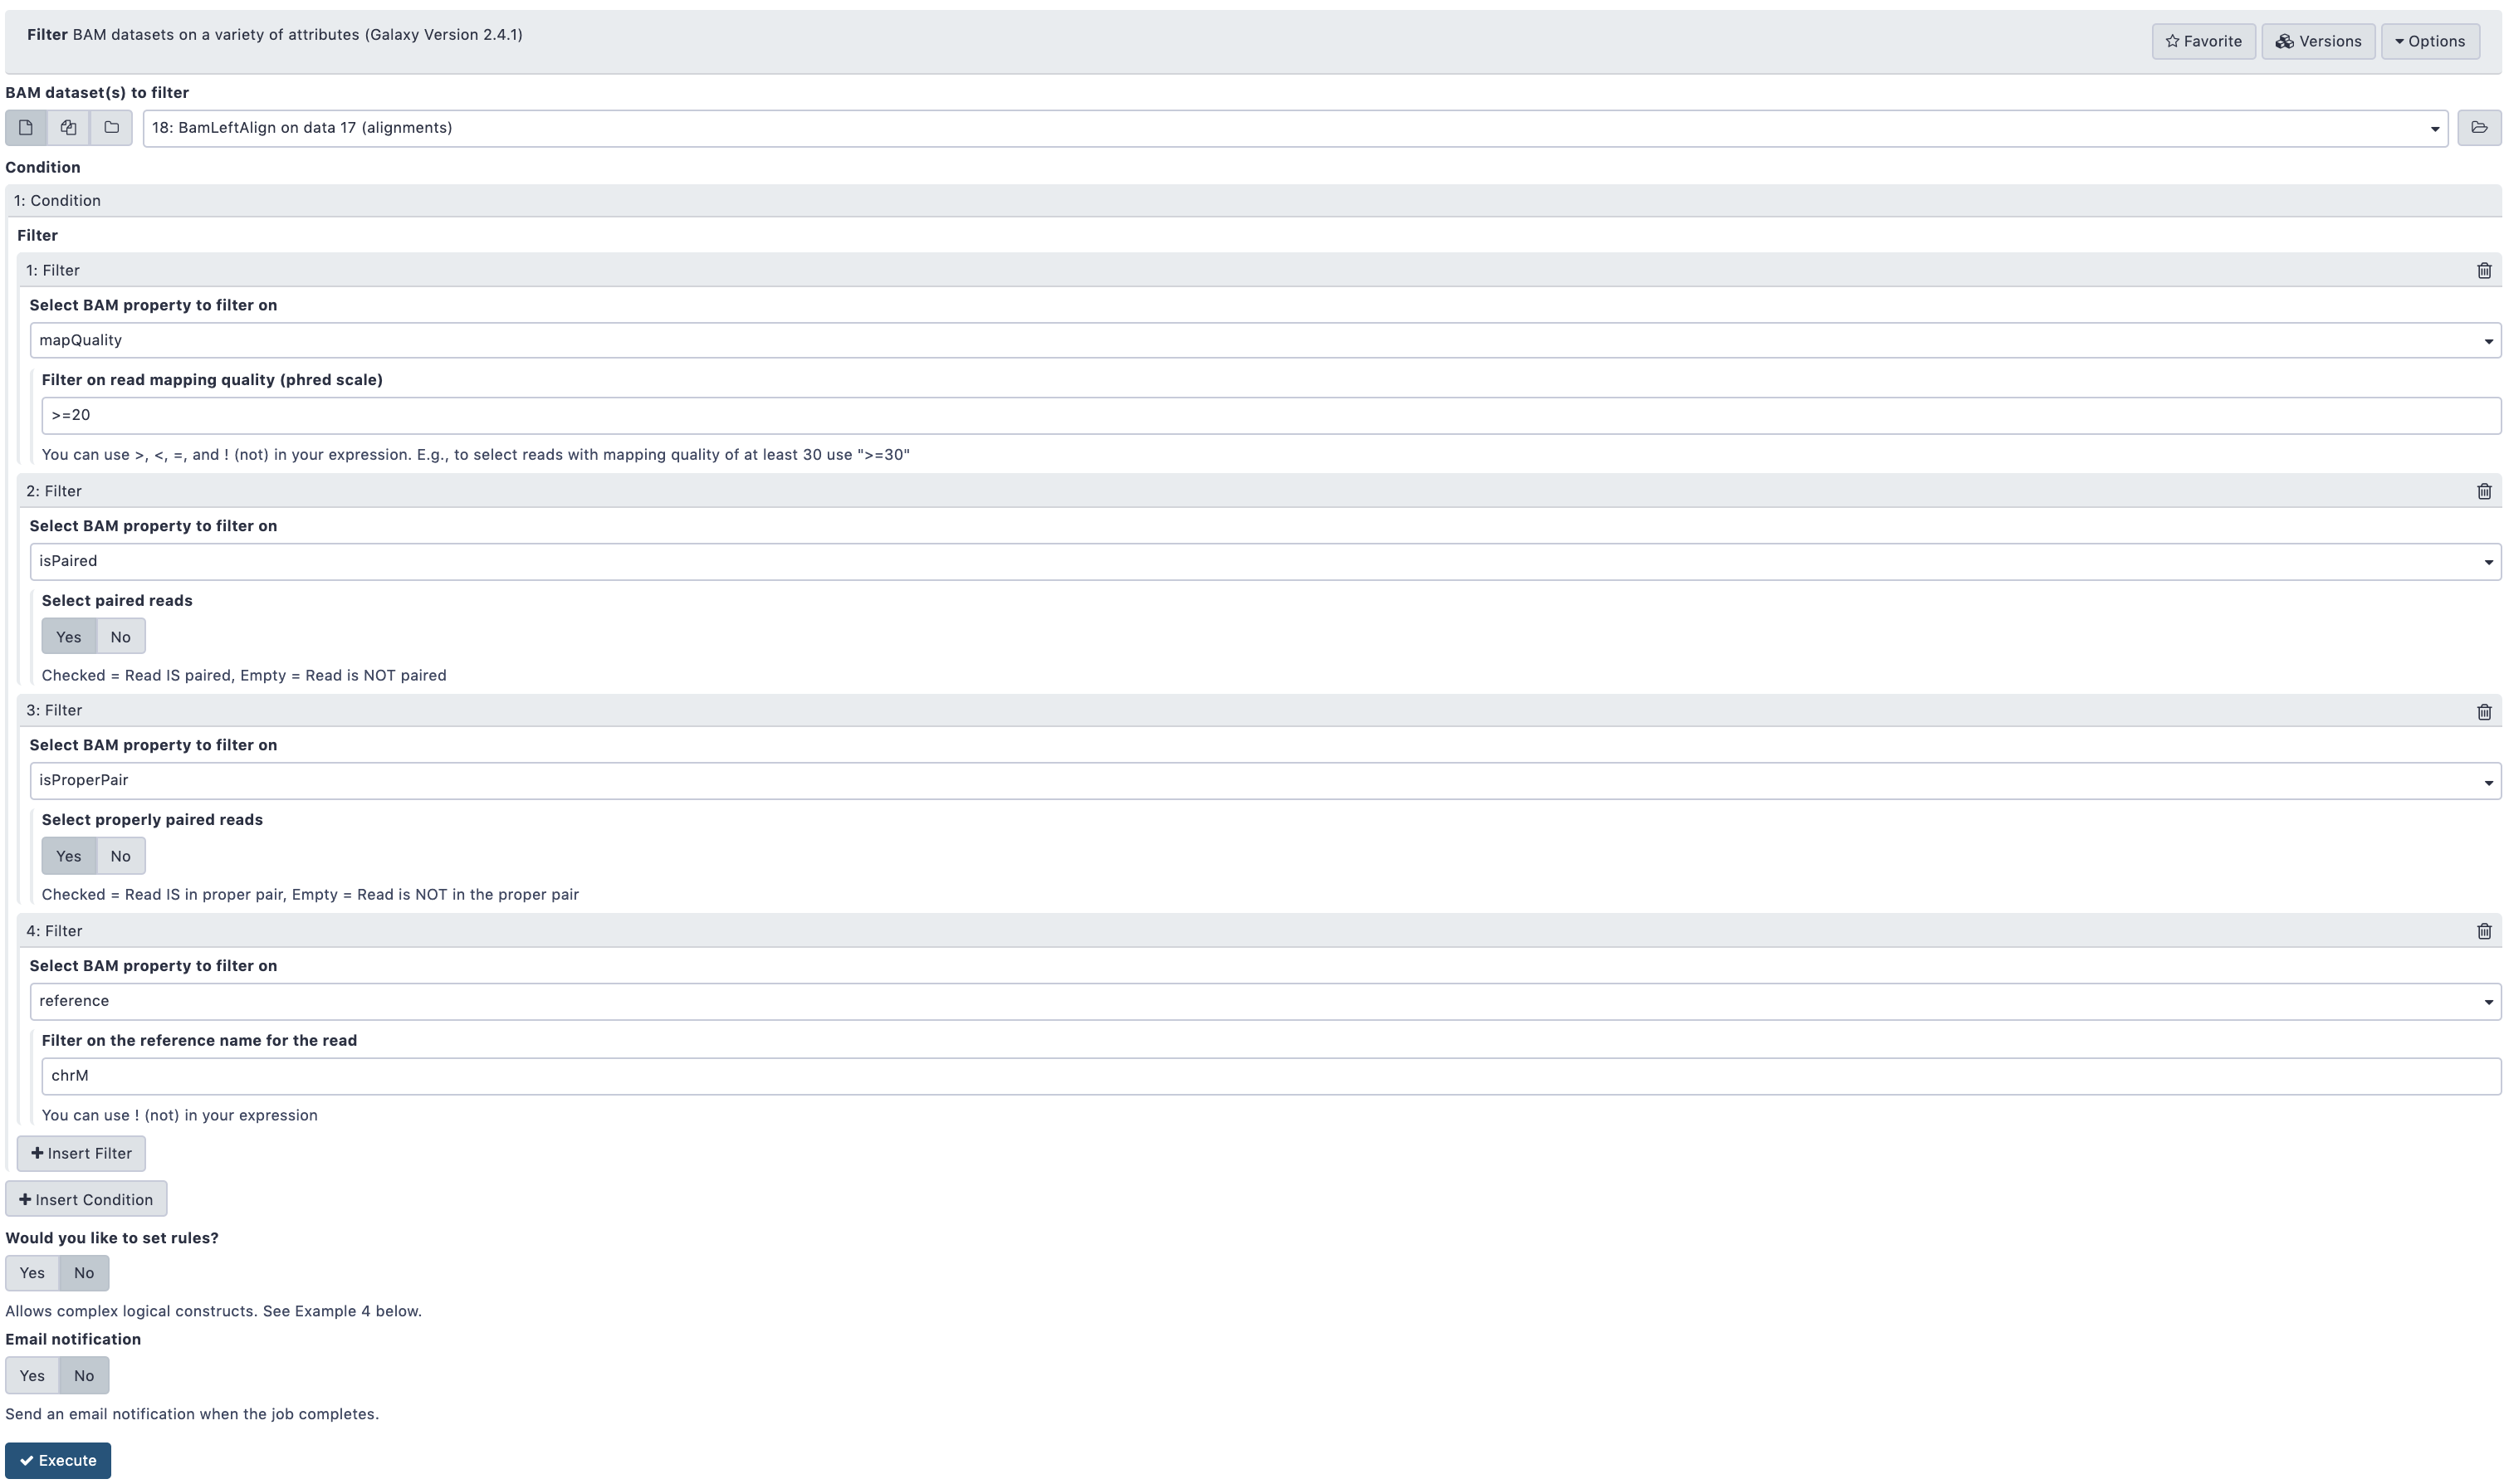 Filter BAM datasets on a variety of attributes (Galaxy Version 2.4.1)
Favorite
Versions
Options
BAM dataset(s) to filter
18: BamLeftAlign on data 17 (alignments)
Condition
1: Condition
Filter
1: Filter
Select BAM property to filter on
mapQuality
Filter on read mapping quality (phred scale)
>=20
You can use >, <, =, and ! (not) in your expression. E.g., to select reads with mapping quality of at least 30 use ">=30"
2: Filter
Select BAM property to filter on
isPaired
Select paired reads
Yes No
Checked = Read IS paired, Empty = Read is NOT paired
3: Filter
Select BAM property to filter on
isProperPair
Select properly paired reads
Yes No
Checked = Read IS in proper pair, Empty = Read is NOT in the proper pair
4: Filter
Select BAM property to filter on
reference
Filter on the reference name for the read
chrM
You can use ! (not) in your expression
Insert Filter
Insert Condition
Would you like to set rules?
Yes No
Allows complex logical constructs. See Example 4 below.
Email notification
Yes No
Send an email notification when the job completes.
Execute